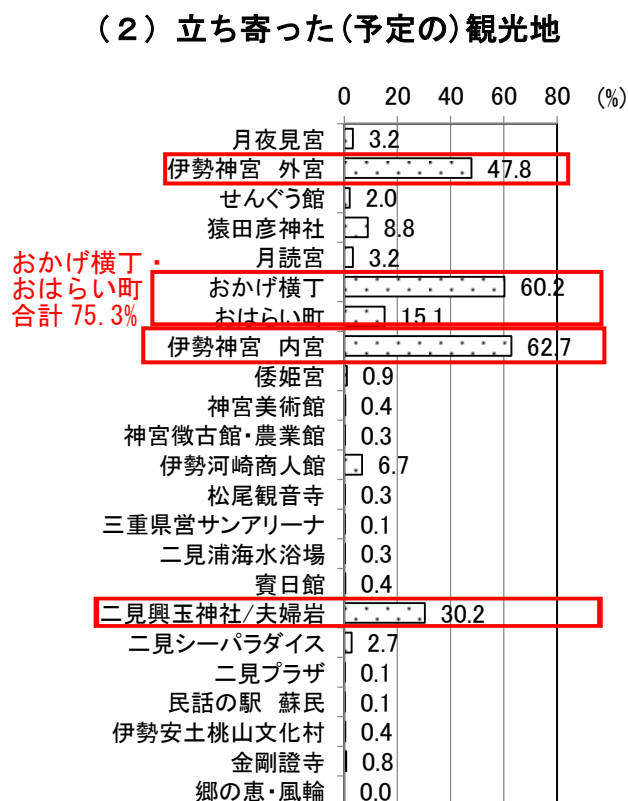 （２）立ち寄った(予定の)観光地
0 20 40 60 80 (%)
月夜見宮 3.2
伊勢神宮 外宮 47.8
せんぐう館 2.0
猿田彦神社 8.8
月読宮 3.2
おかげ横丁・
おはらい町
合計 75.3%
おかげ横丁 60.2
おはらい町 15.1
伊勢神宮 内宮 62.7
倭姫宮 0.9
神宮美術館 0.4
神宮徴古館・農業館 0.3
伊勢河崎商人館 6.7
松尾観音寺 0.3
三重県営サンアリーナ 0.1
二見浦海水浴場 0.3
賓日館 0.4
二見興玉神社/夫婦岩 30.2
二見シーパラダイス 2.7
二見プラザ 0.1
民話の駅 蘇民 0.1
伊勢安土桃山文化村 0.4
金剛證寺 0.8
郷の恵・風輪 0.0